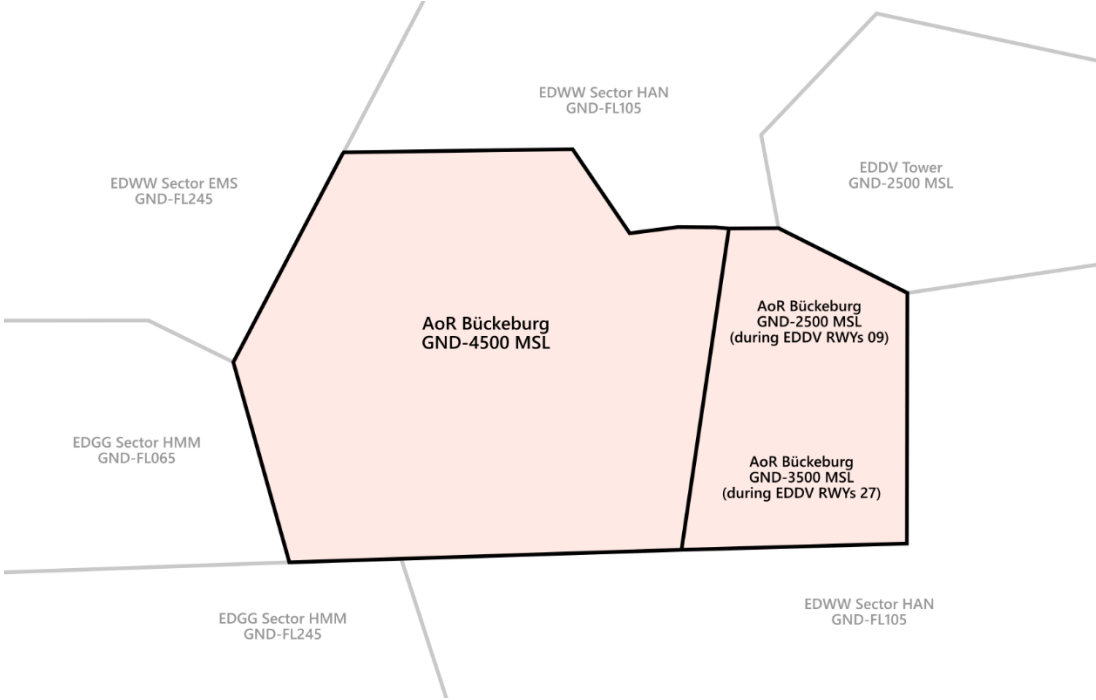 EDWW Sector HAN
GND-FL105
EDDV Tower
GND-2500 MSL
EDWW Sector EMS
GND-FL245
AoR Bückeburg
GND-2500 MSL
(during EDDV RWYs 09)
AoR Bückeburg
GND-4500 MSL
EDGG Sector HMM
GND-FL065
AoR Bückeburg
GND-3500 MSL
(during EDDV RWYs 27)
EDGG Sector HMM
GND-FL245
EDWW Sector HAN
GND-FL105